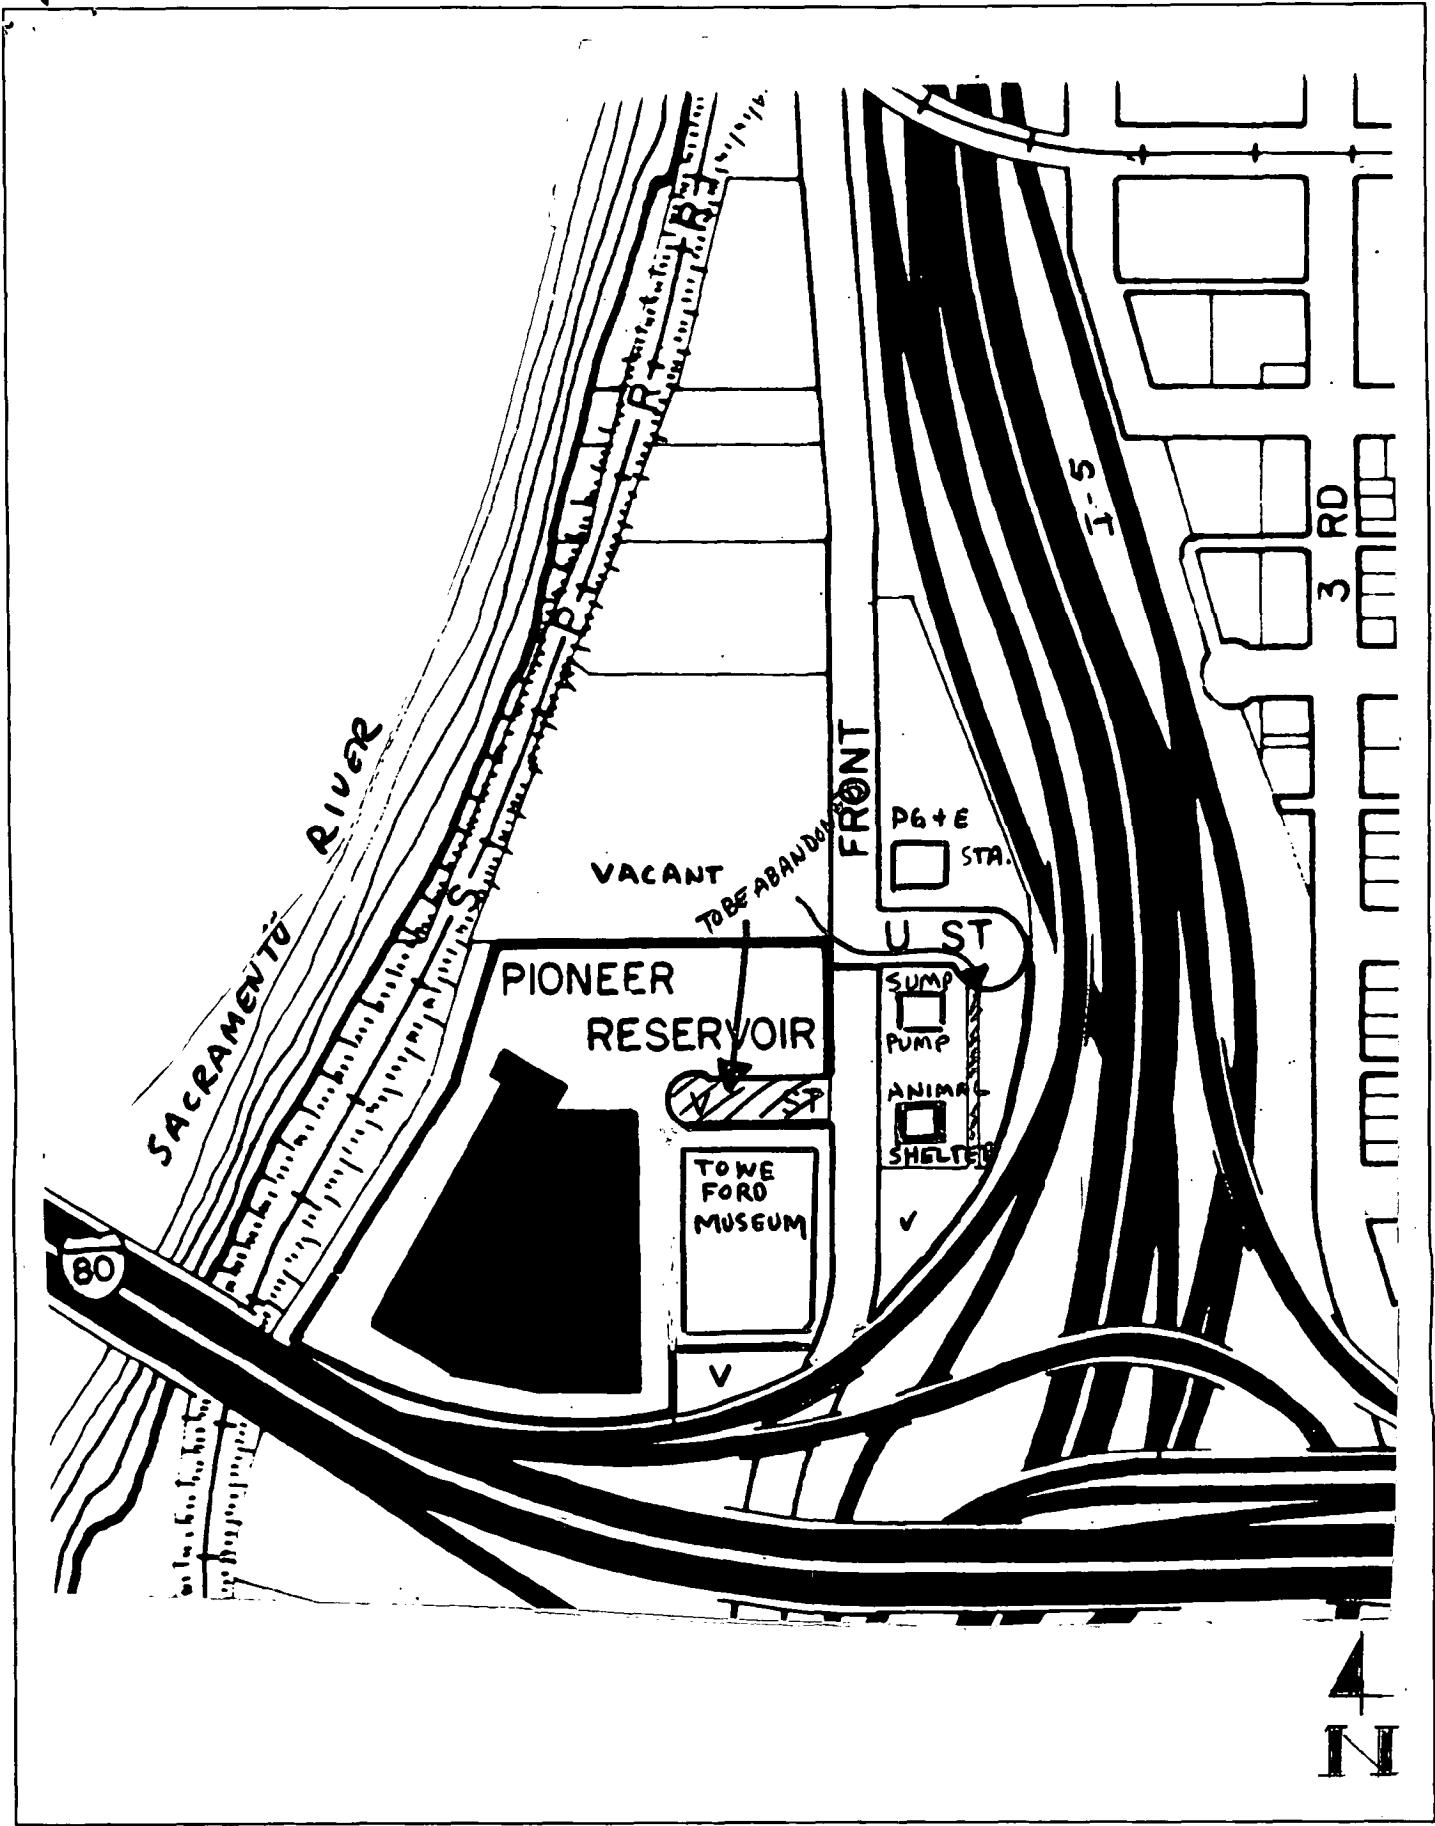 I-5
3 RD
SACRAMENTO RIVER
S. P. R. R.
FRONT
PG+E
STA.
VACANT
TO BE ABANDONED
U ST
PIONEER
RESERVOIR
SUMP
PUMP
V ST
ANIMAL
SHELTER
TOWE
FORD
MUSEUM
V
V
80
N